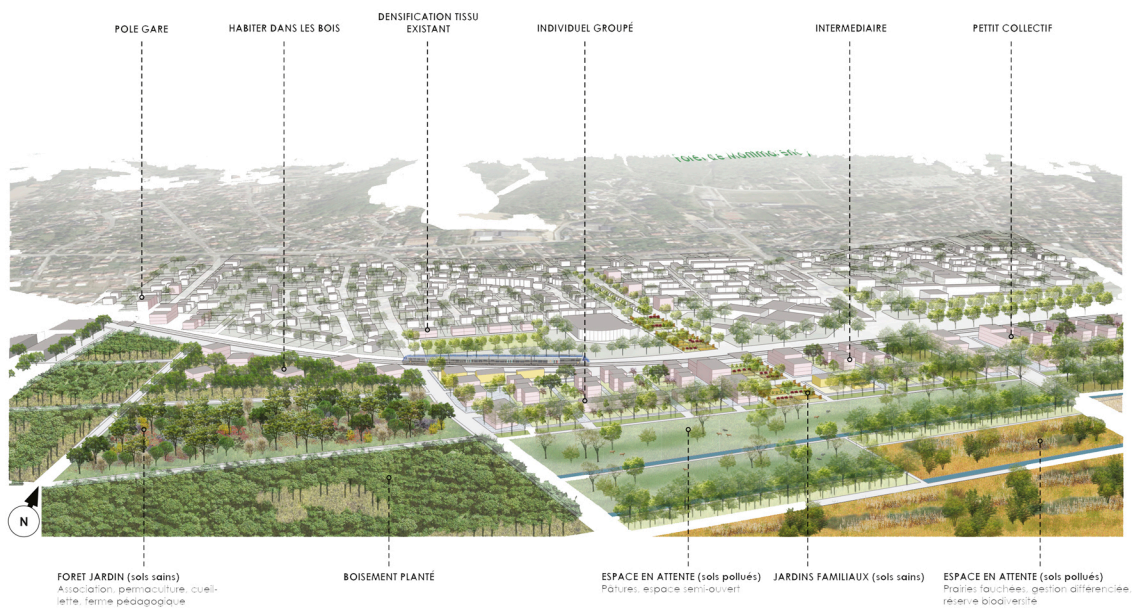 POLE GARE
HABITER DANS LES BOIS
DENSIFICATION TISSU
EXISTANT
INDIVIDUEL GROUPÉ
INTERMEDIAIRE
PETTIT COLLECTIF
N
FORET JARDIN (sols sains)
Association, permaculture, cueil-
lette, ferme pédagogique
BOISEMENT PLANTÉ
ESPACE EN ATTENTE (sols pollués)
Pâtures, espace semi-ouvert
JARDINS FAMILIAUX (sols sains)
ESPACE EN ATTENTE (sols pollués)
Prairies fauchées, gestion différenciée,
réserve biodiversité